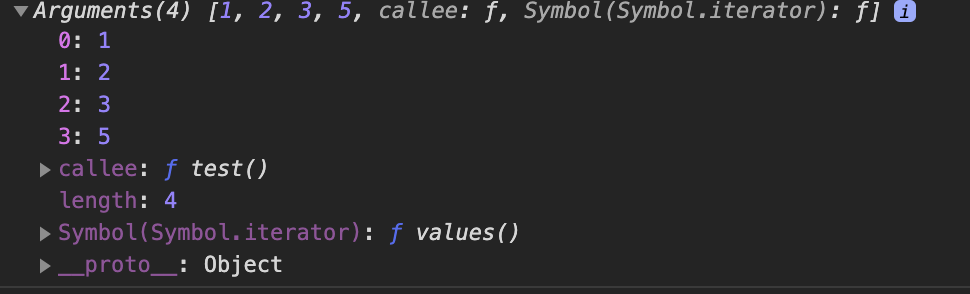 ▼Arguments(4) [1, 2, 3, 5, callee: ƒ, Symbol(Symbol.iterator): ƒ] i
0: 1
1: 2
2: 3
3: 5
▶ callee: ƒ test()
length: 4
▶ Symbol(Symbol.iterator): ƒ values()
▶ __proto__: Object